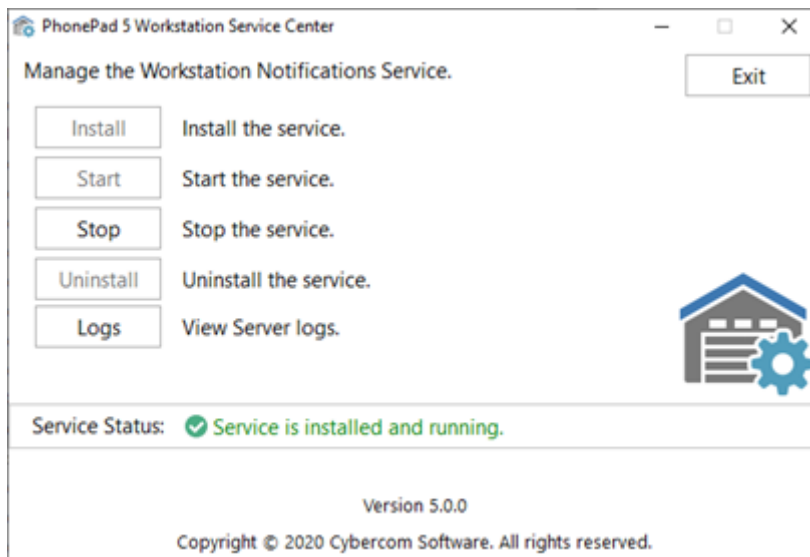 PhonePad 5 Workstation Service Center
Manage the Workstation Notifications Service.
Exit
Install Install the service.
Start Start the service.
Stop Stop the service.
Uninstall Uninstall the service.
Logs View Server logs.
Service Status: Service is installed and running.
Version 5.0.0
Copyright © 2020 Cybercom Software. All rights reserved.